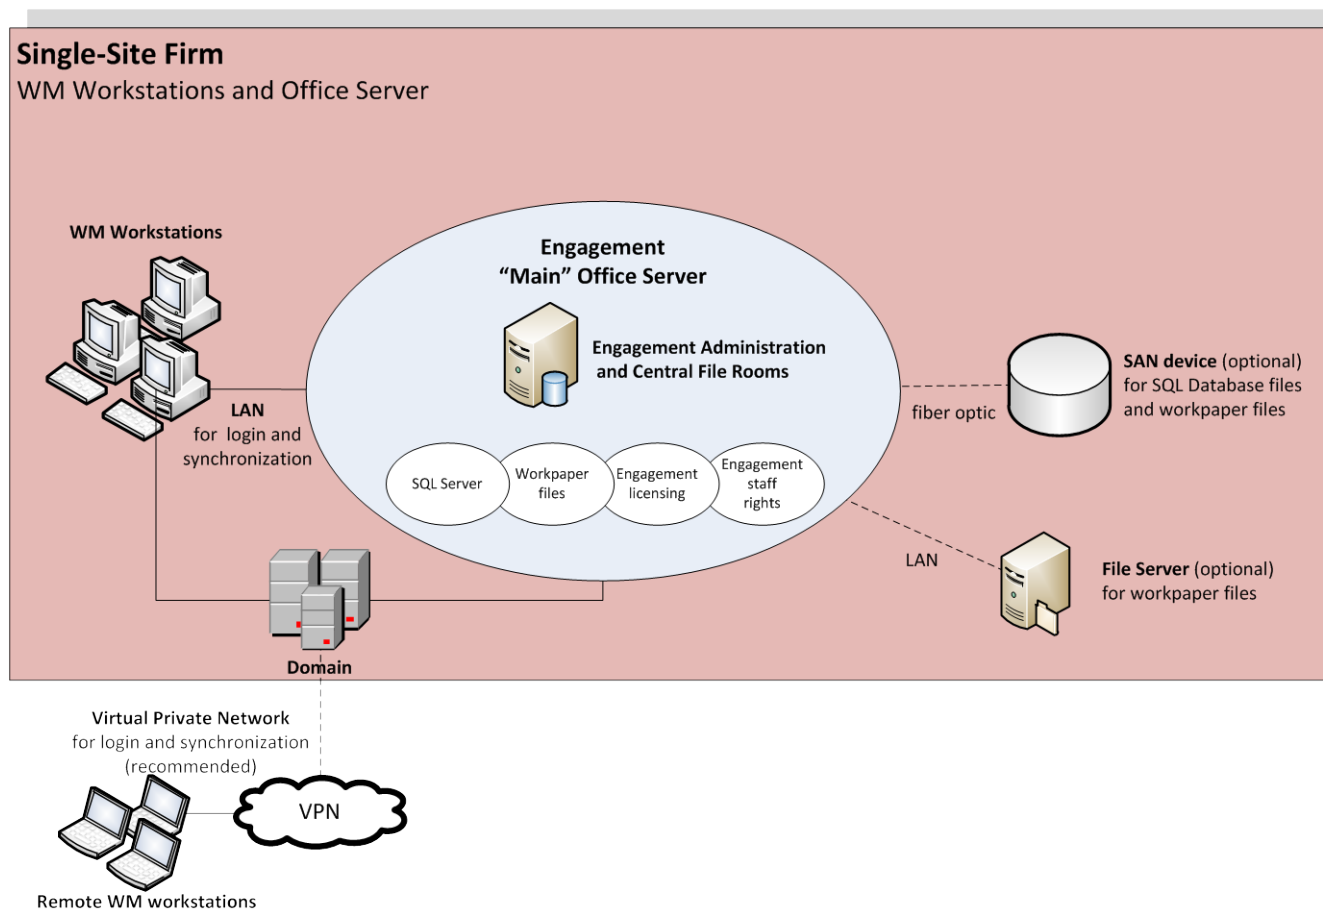 Single-Site Firm
WM Workstations and Office Server
WM Workstations
Engagement
“Main” Office Server
Engagement Administration
and Central File Rooms
LAN
for login and
synchronization
SQL Server
Workpaper
files
Engagement
licensing
Engagement
staff
rights
fiber optic
SAN device (optional)
for SQL Database files
and workpaper files
LAN
File Server (optional)
for workpaper files
Domain
Virtual Private Network
for login and synchronization
(recommended)
VPN
Remote WM workstations